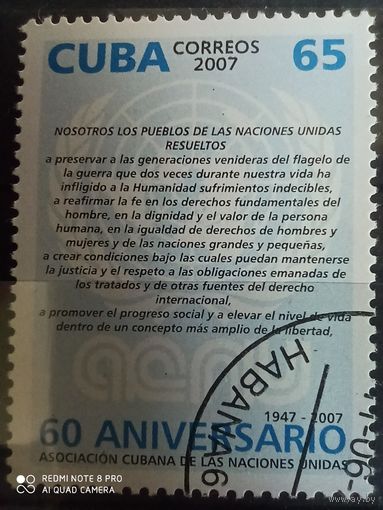 CUBA CORREOS 65
2007
NOSOTROS LOS PUEBLOS DE LAS NACIONES UNIDAS
RESUELTOS
a preservar a las generaciones venideras del flagelo de
la guerra que dos veces durante nuestra vida ha
infligido a la Humanidad sufrimientos indecibles,
a reafirmar la fe en los derechos fundamentales del
hombre, en la dignidad y el valor de la persona
humana, en la igualdad de derechos de hombres y
mujeres y de las naciones grandes y pequeñas,
a crear condiciones bajo las cuales puedan mantenerse
la justicia y el respeto a las obligaciones emanadas de
los tratados y de otras fuentes del derecho
internacional,
a promover el progreso social y a elevar el nivel de vida
dentro de un concepto más amplio de la libertad,
acnu
HABANA 6
1947 - 2007
60 ANIVERSARIO
ASOCIACIÓN CUBANA DE LAS NACIONES UNIDAS
REDMI NOTE 8 PRO
AI QUAD CAMERA
ay.by